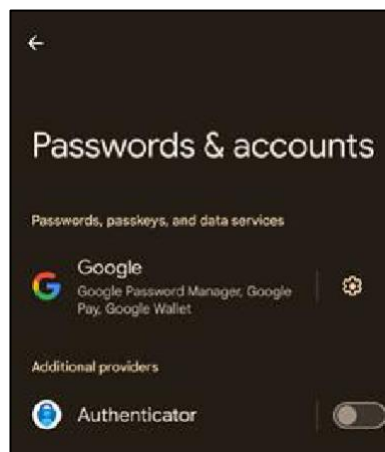 Passwords & accounts
Passwords, passkeys, and data services
Google
Google Password Manager, Google
Pay, Google Wallet
Additional providers
Authenticator